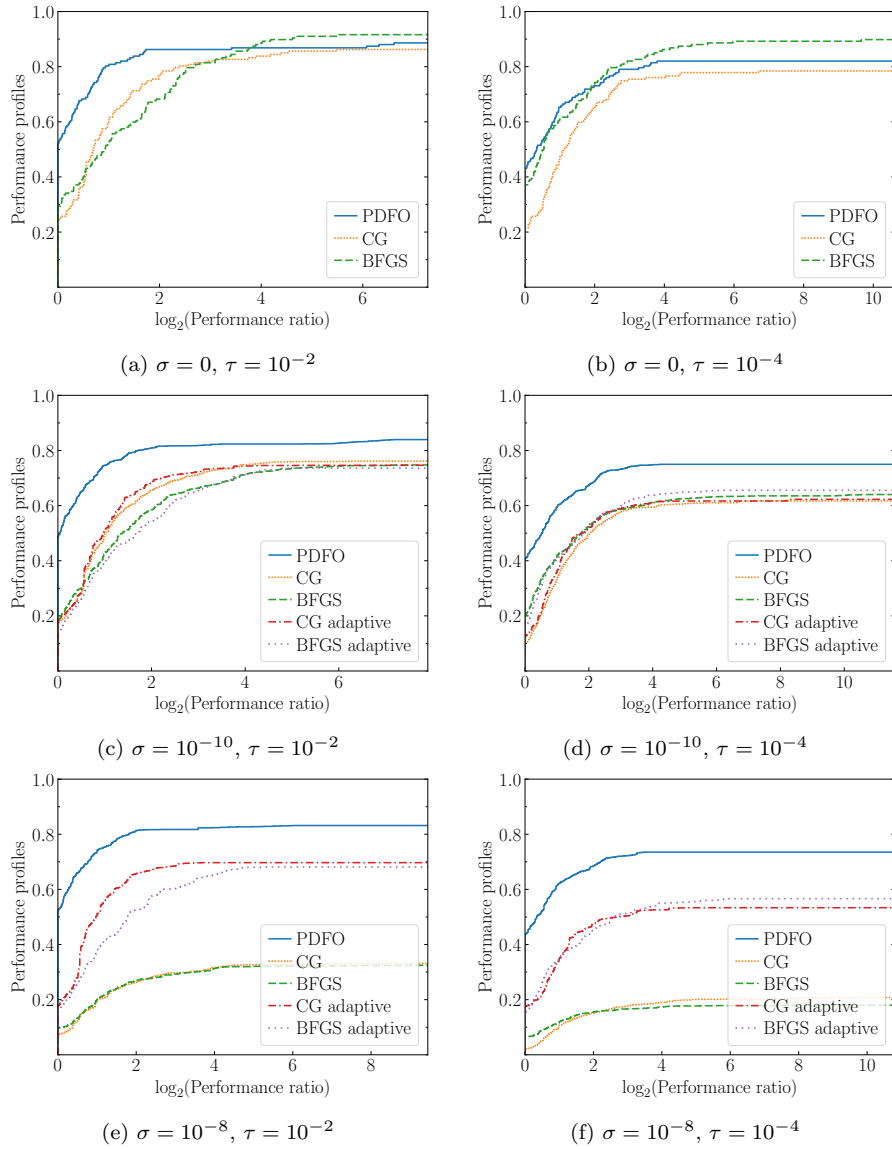 1.0
0.8
0.6
0.4
0.2
Performance profiles
PDFO
CG
BFGS
0 2 4 6
log₂(Performance ratio)
(a) σ = 0, τ = 10⁻²
1.0
0.8
0.6
0.4
0.2
Performance profiles
PDFO
CG
BFGS
0 2 4 6 8 10
log₂(Performance ratio)
(b) σ = 0, τ = 10⁻⁴
1.0
0.8
0.6
0.4
0.2
Performance profiles
PDFO
CG
BFGS
CG adaptive
BFGS adaptive
0 2 4 6
log₂(Performance ratio)
(c) σ = 10⁻¹⁰, τ = 10⁻²
1.0
0.8
0.6
0.4
0.2
Performance profiles
PDFO
CG
BFGS
CG adaptive
BFGS adaptive
0 2 4 6 8 10
log₂(Performance ratio)
(d) σ = 10⁻¹⁰, τ = 10⁻⁴
1.0
0.8
0.6
0.4
0.2
Performance profiles
PDFO
CG
BFGS
CG adaptive
BFGS adaptive
0 2 4 6 8
log₂(Performance ratio)
(e) σ = 10⁻⁸, τ = 10⁻²
1.0
0.8
0.6
0.4
0.2
Performance profiles
PDFO
CG
BFGS
CG adaptive
BFGS adaptive
0 2 4 6 8 10
log₂(Performance ratio)
(f) σ = 10⁻⁸, τ = 10⁻⁴